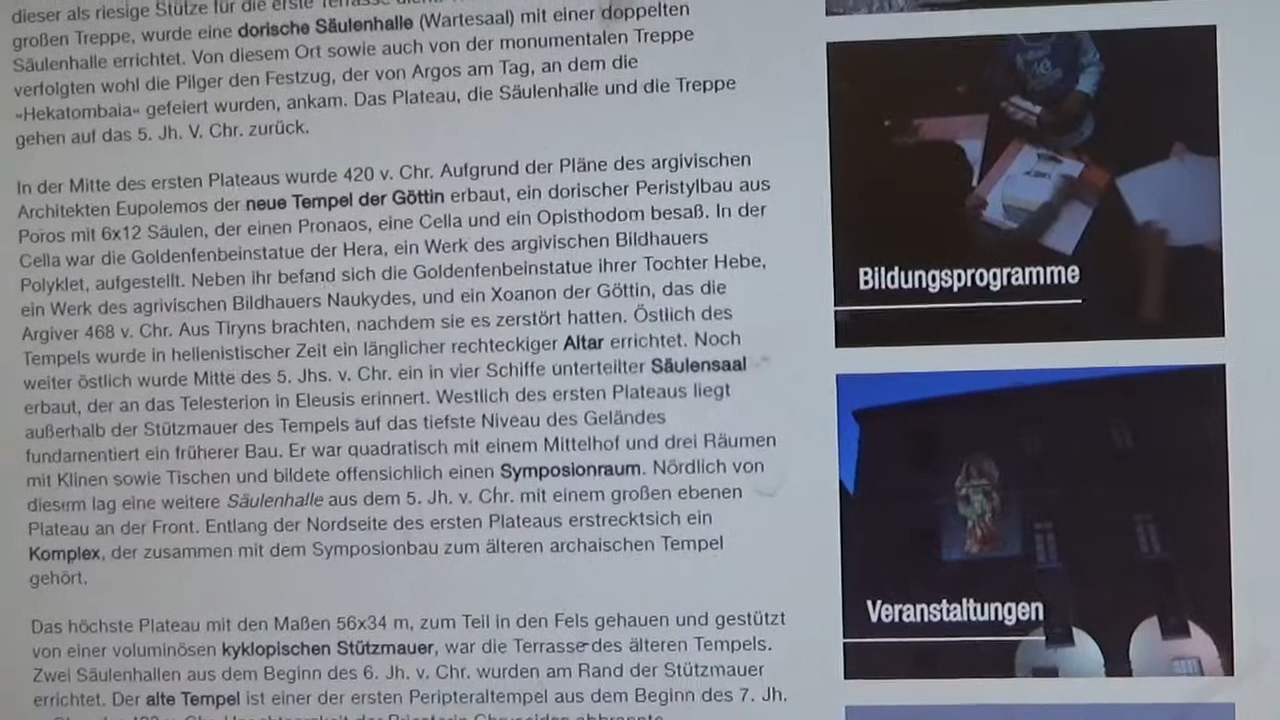 dieser als riesige Stütze für die erste Terrasse
großen Treppe, wurde eine dorische Säulenhalle (Wartesaal) mit einer doppelten
Säulenhalle errichtet. Von diesem Ort sowie auch von der monumentalen Treppe
verfolgten wohl die Pilger den Festzug, der von Argos am Tag, an dem die
«Hekatombaia« gefeiert wurden, ankam. Das Plateau, die Säulenhalle und die Treppe
gehen auf das 5. Jh. V. Chr. zurück.
In der Mitte des ersten Plateaus wurde 420 v. Chr. Aufgrund der Pläne des argivischen
Architekten Eupolemos der neue Tempel der Göttin erbaut, ein dorischer Peristylbau aus
Poros mit 6x12 Säulen, der einen Pronaos, eine Cella und ein Opisthodom besaß. In der
Cella war die Goldenfenbeinstatue der Hera, ein Werk des argivischen Bildhauers
Polyklet, aufgestellt. Neben ihr befand sich die Goldenfenbeinstatue ihrer Tochter Hebe,
ein Werk des agrivischen Bildhauers Naukydes, und ein Xoanon der Göttin, das die
Argiver 468 v. Chr. Aus Tiryns brachten, nachdem sie es zerstört hatten. Östlich des
Tempels wurde in hellenistischer Zeit ein länglicher rechteckiger Altar errichtet. Noch
weiter östlich wurde Mitte des 5. Jhs. v. Chr. ein in vier Schiffe unterteilter Säulensaal
erbaut, der an das Telesterion in Eleusis erinnert. Westlich des ersten Plateaus liegt
außerhalb der Stützmauer des Tempels auf das tiefste Niveau des Geländes
fundamentiert ein früherer Bau. Er war quadratisch mit einem Mittelhof und drei Räumen
mit Klinen sowie Tischen und bildete offensichlich einen Symposionraum. Nördlich von
diesem lag eine weitere Säulenhalle aus dem 5. Jh. v. Chr. mit einem großen ebenen
Plateau an der Front. Entlang der Nordseite des ersten Plateaus erstrecktsich ein
Komplex, der zusammen mit dem Symposionbau zum älteren archaischen Tempel
gehört.
Das höchste Plateau mit den Maßen 56x34 m, zum Teil in den Fels gehauen und gestützt
von einer voluminösen kyklopischen Stützmauer, war die Terrasse des älteren Tempels.
Zwei Säulenhallen aus dem Beginn des 6. Jh. v. Chr. wurden am Rand der Stützmauer
errichtet. Der alte Tempel ist einer der ersten Peripteraltempel aus dem Beginn des 7. Jh.
Bildungsprogramme
Veranstaltungen